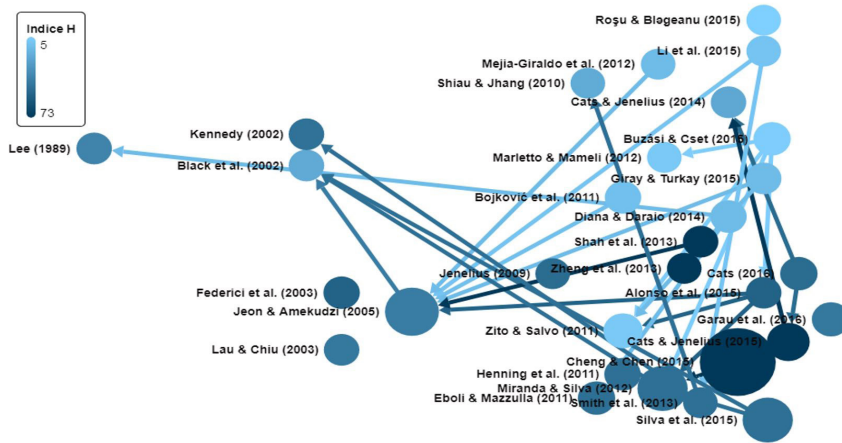 Indice H
5
73
Roşu & Bləgeanu (2015)
Li et al. (2015)
Mejia-Giraldo et al. (2012)
Shiau & Jhang (2010)
Cats & Jenelius (2014)
Kennedy (2002)
Buzási & Cset (2015)
Lee (1989)
Marletto & Mameli (2012)
Black et al. (2002)
Giray & Turkay (2015)
Bojković et al. (2011)
Diana & Daraio (2014)
Shah et al. (2013)
Zheng et al. (2013)
Jenelius (2009)
Cats (2016)
Federici et al. (2003)
Alonso et al. (2015)
Jeon & Amekudzi (2005)
Garau et al. (2016)
Zito & Salvo (2011)
Cats & Jenelius (2015)
Lau & Chiu (2003)
Cheng & Chen (2015)
Henning et al. (2011)
Miranda & Silva (2012)
Eboli & Mazzulla (2011)
Smith et al. (2013)
Silva et al. (2015)